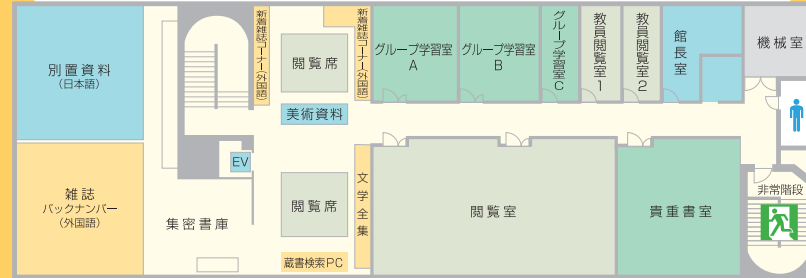 別置資料
(日本語)
新着雑誌コーナー(外国語)
閲覧席
新着雑誌コーナー(外国語)
グループ学習室
A
グループ学習室
B
グループ学習室C
教員閲覧室1
教員閲覧室2
館長室
機械室
美術資料
EV
雑誌
バックナンバー
(外国語)
集密書庫
閲覧席
文学全集
蔵書検索PC
閲覧室
貴重書室
非常階段